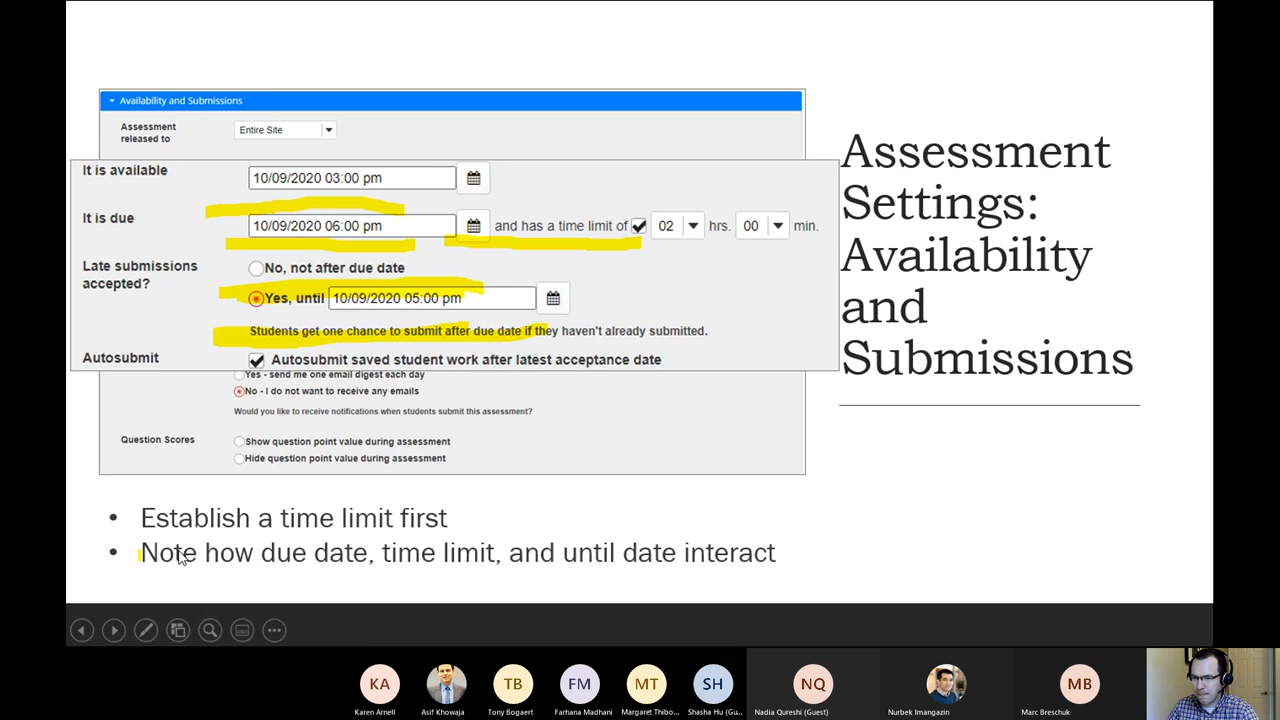 Availability and Submissions
Assessment
released to
Entire Site
It is available
10/09/2020 03:00 pm
It is due
10/09/2020 06:00 pm
and has a time limit of
02
hrs.
00
min.
Late submissions
accepted?
No, not after due date
Yes, until
10/09/2020 05:00 pm
Students get one chance to submit after due date if they haven't already submitted.
Autosubmit
Autosubmit saved student work after latest acceptance date
Yes - send me one email digest each day
No - I do not want to receive any emails
Would you like to receive notifications when students submit this assessment?
Question Scores
Show question point value during assessment
Hide question point value during assessment
Assessment
Settings:
Availability
and
Submissions
• Establish a time limit first
• Note how due date, time limit, and until date interact
KA
TB
FM
MT
SH
NQ
MB
Karen Arnell
Asif Khowaja
Tony Bogaert
Farhana Madhani
Margaret Thibo...
Shasha Hu (Gu...
Nadia Qureshi (Guest)
Nurbek Imangazin
Marc Breschuk